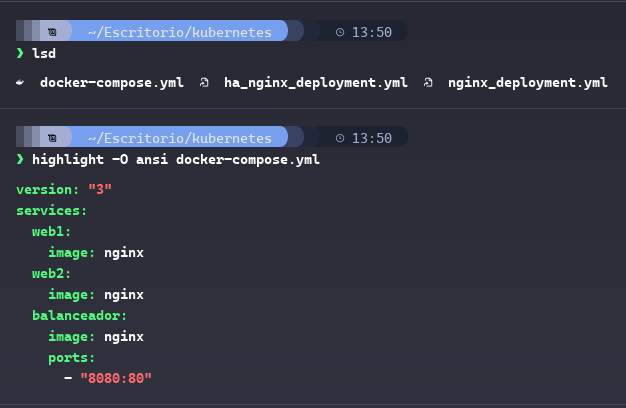 ~/Escritorio/kubernetes 13:50
❯ lsd
docker-compose.yml ha_nginx_deployment.yml nginx_deployment.yml
~/Escritorio/kubernetes 13:50
❯ highlight -O ansi docker-compose.yml
version: "3"
services:
  web1:
    image: nginx
  web2:
    image: nginx
  balanceador:
    image: nginx
    ports:
      - "8080:80"